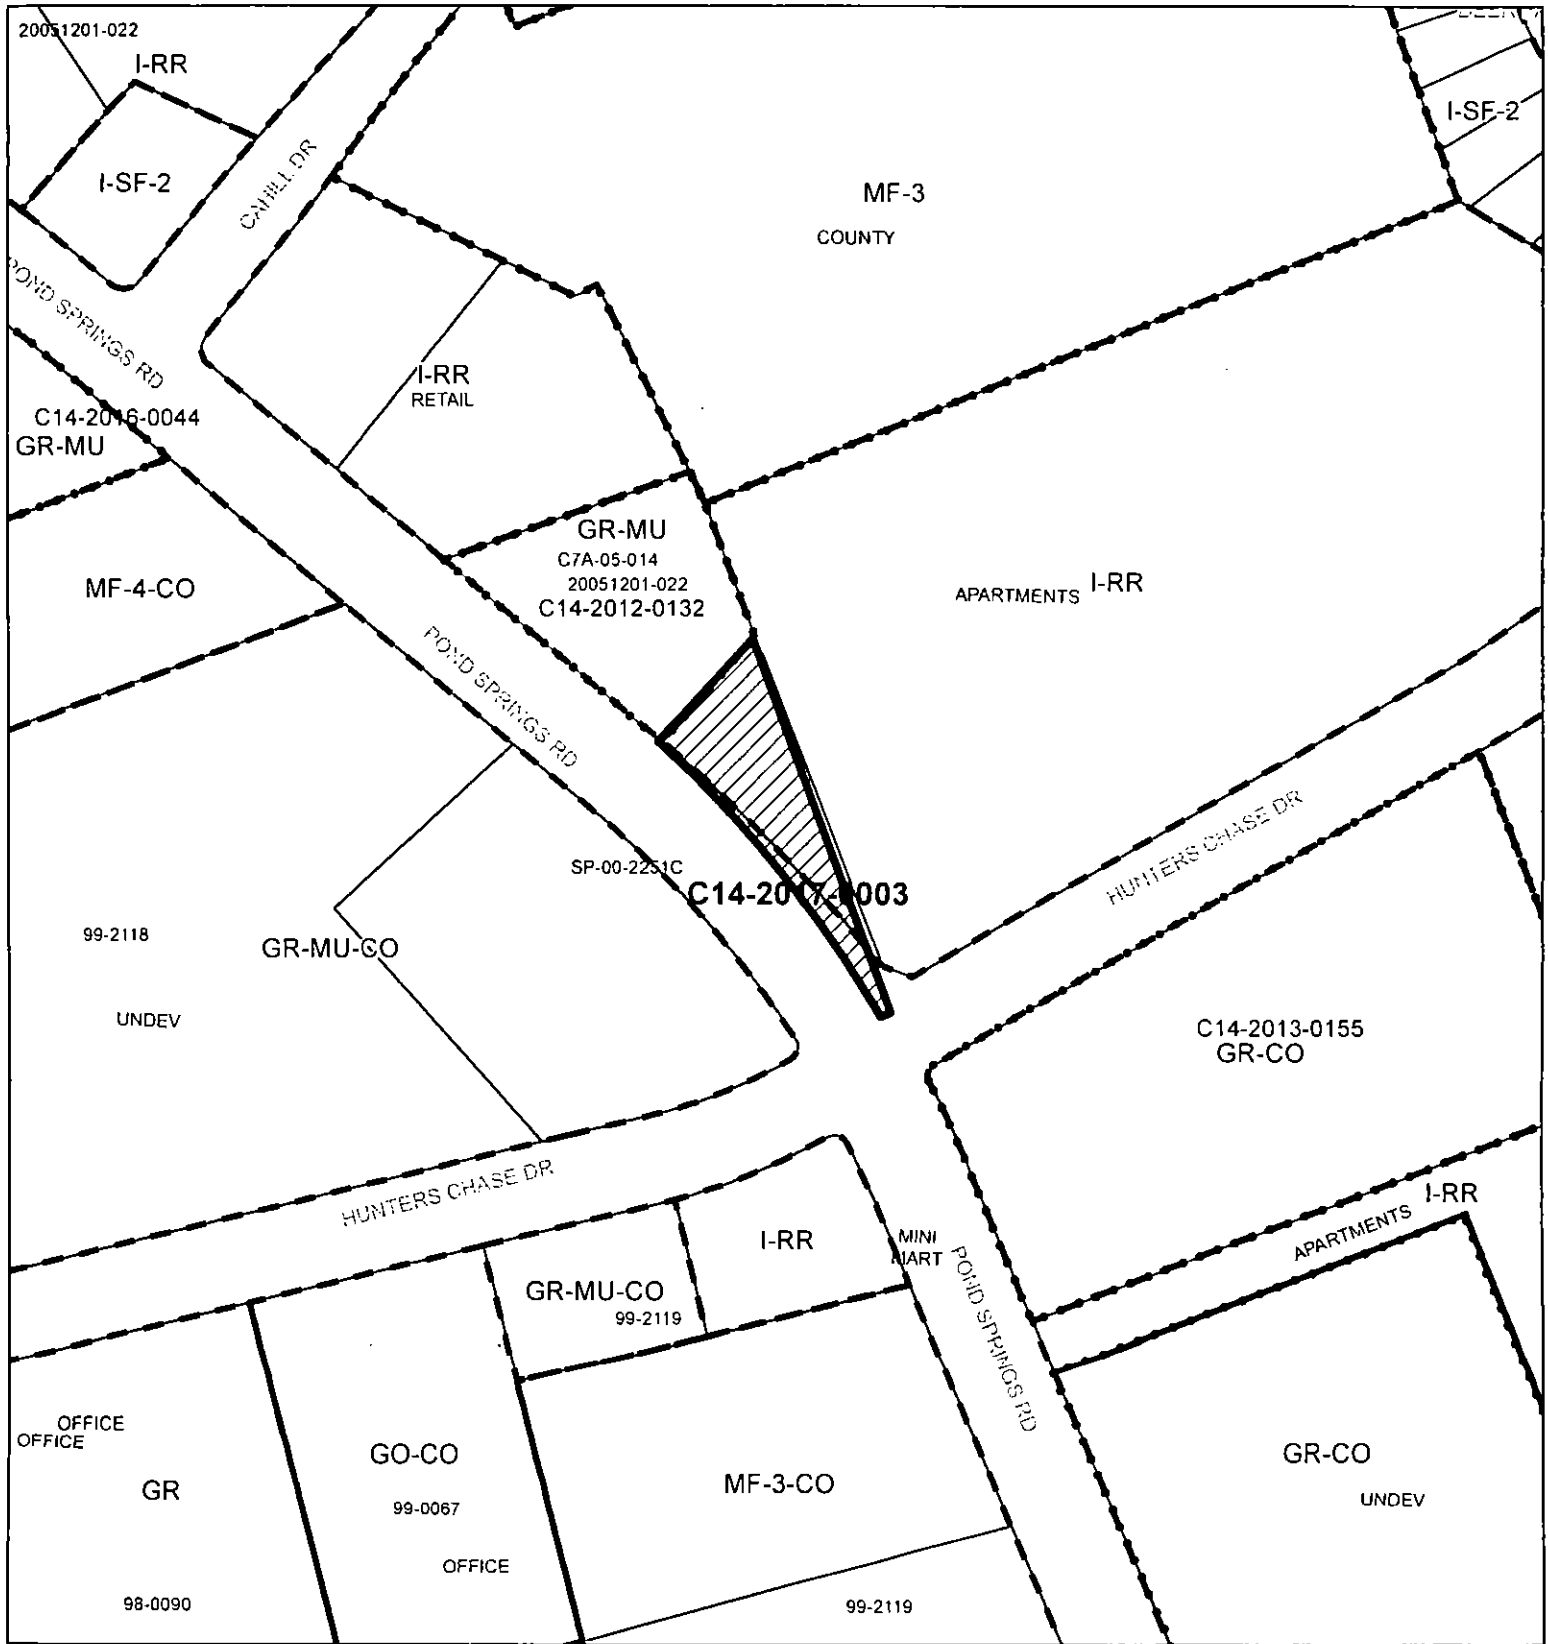 20051201-022
I-RR
I-SF-2
CAHILL DR
I-SF-2
MF-3
COUNTY
POND SPRINGS RD
I-RR
RETAIL
C14-2016-0044
GR-MU
GR-MU
C7A-05-014
20051201-022
C14-2012-0132
MF-4-CO
APARTMENTS I-RR
POND SPRINGS RD
HUNTERS CHASE DR
SP-00-2251C
C14-2017-0003
99-2118
GR-MU-CO
UNDEV
C14-2013-0155
GR-CO
HUNTERS CHASE DR
I-RR
APARTMENTS
I-RR
MINI
MART
POND SPRINGS RD
GR-MU-CO
99-2119
OFFICE
OFFICE
GR
GO-CO
99-0067
OFFICE
MF-3-CO
GR-CO
UNDEV
98-0090
99-2119